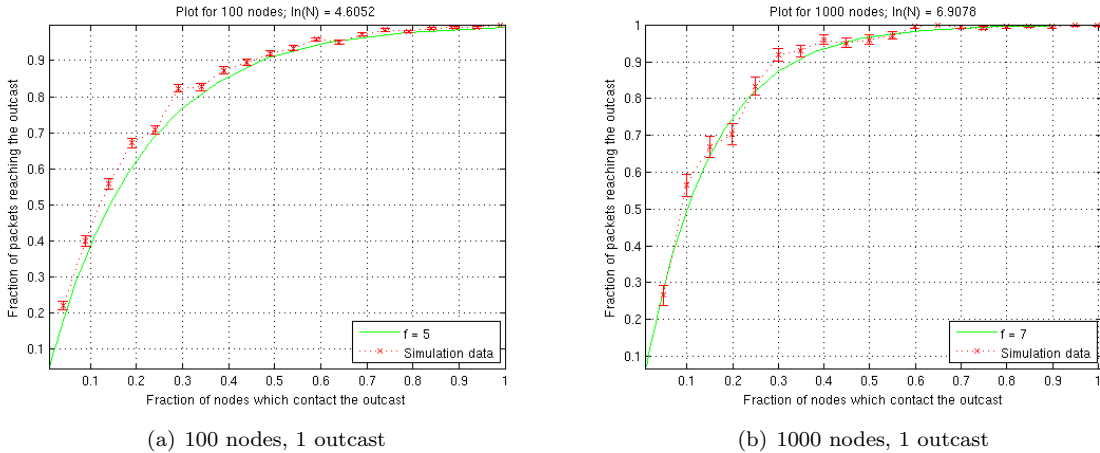 Plot for 100 nodes; ln(N) = 4.6052
Fraction of packets reaching the outcast
0.9
0.8
0.7
0.6
0.5
0.4
0.3
0.2
0.1
f = 5
Simulation data
0.1 0.2 0.3 0.4 0.5 0.6 0.7 0.8 0.9 1
Fraction of nodes which contact the outcast
(a) 100 nodes, 1 outcast
Plot for 1000 nodes; ln(N) = 6.9078
Fraction of packets reaching the outcast
1
0.9
0.8
0.7
0.6
0.5
0.4
0.3
0.2
0.1
f = 7
Simulation data
0.1 0.2 0.3 0.4 0.5 0.6 0.7 0.8 0.9 1
Fraction of nodes which contact the outcast
(b) 1000 nodes, 1 outcast